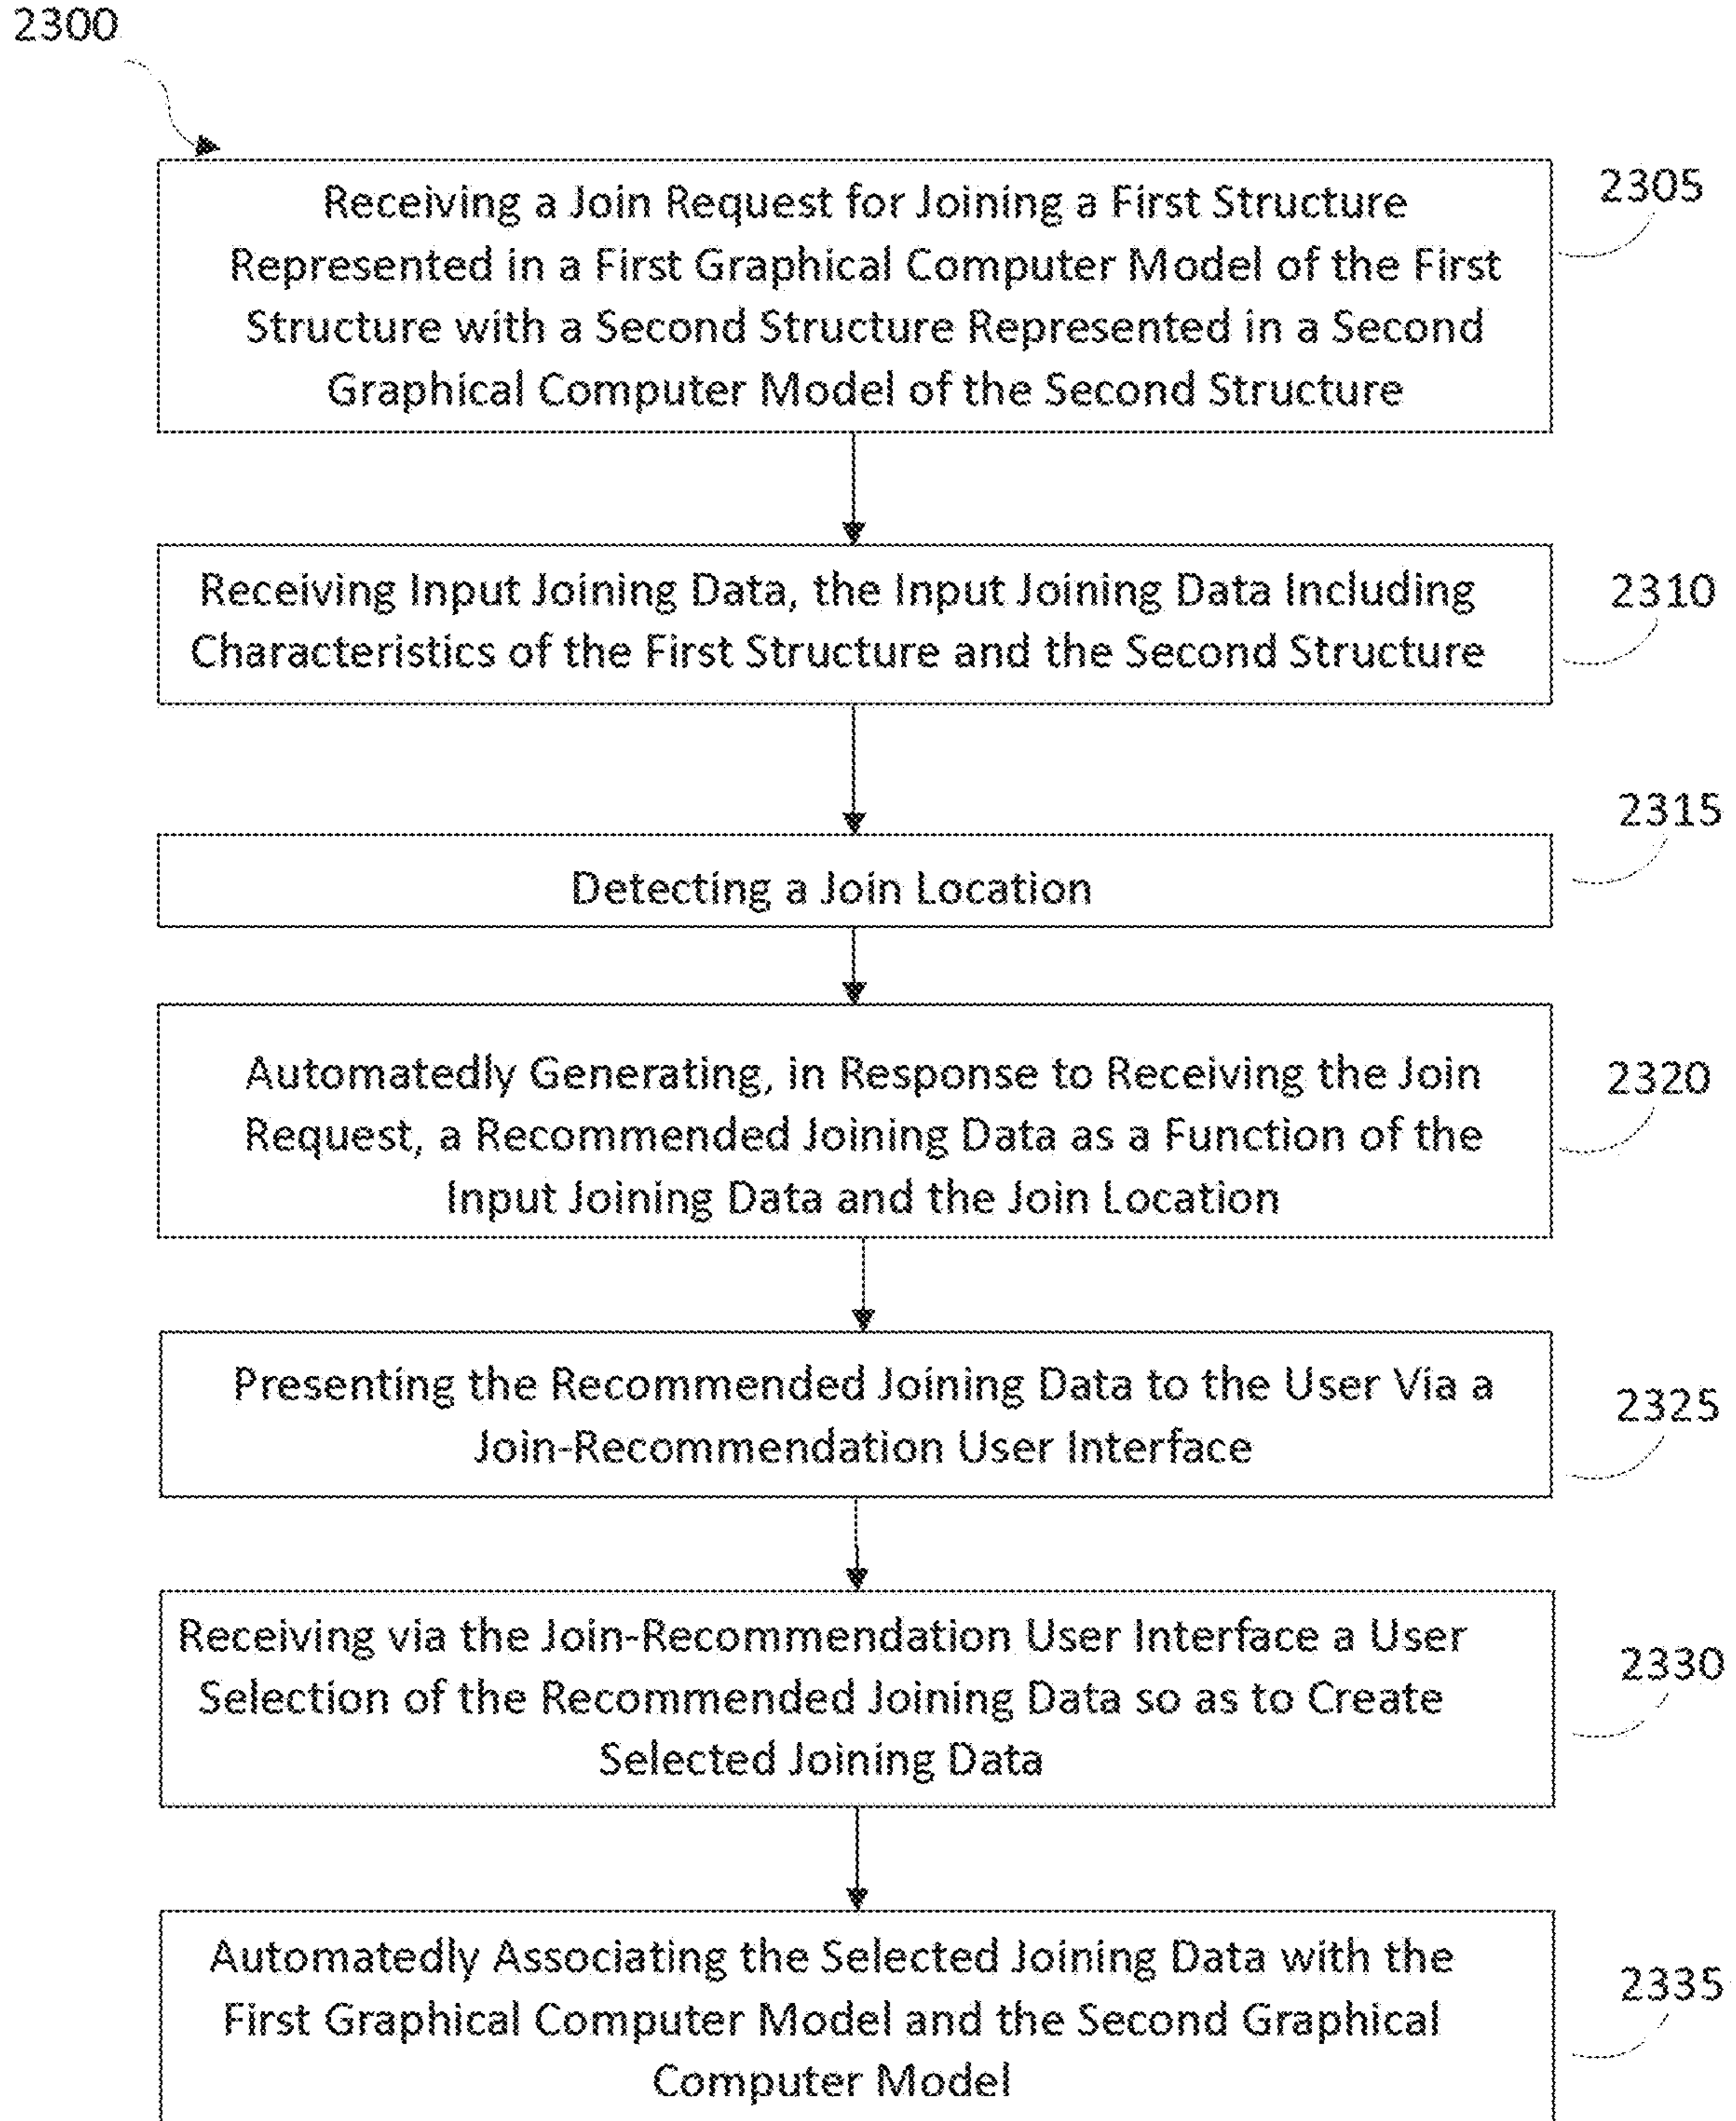 2300
Receiving a Join Request for Joining a First Structure
2305
Represented in a First Graphical Computer Model of the First
Structure with a Second Structure Represented in a Second
Graphical Computer Model of the Second Structure
Receiving Input Joining Data, the Input Joining Data Including
2310
Characteristics of the First Structure and the Second Structure
2315
Detecting a Join Location
Automatedly Generating, in Response to Receiving the Join
2320
Request, a Recommended Joining Data as a Function of the
Input Joining Data and the Join Location
Presenting the Recommended Joining Data to the User Via a
2325
Join-Recommendation User Interface
Receiving via the Join-Recommendation User Interface a User
2330
Selection of the Recommended Joining Data so as to Create
Selected Joining Data
Automatedly Associating the Selected Joining Data with the
2335
First Graphical Computer Model and the Second Graphical
Computer Model